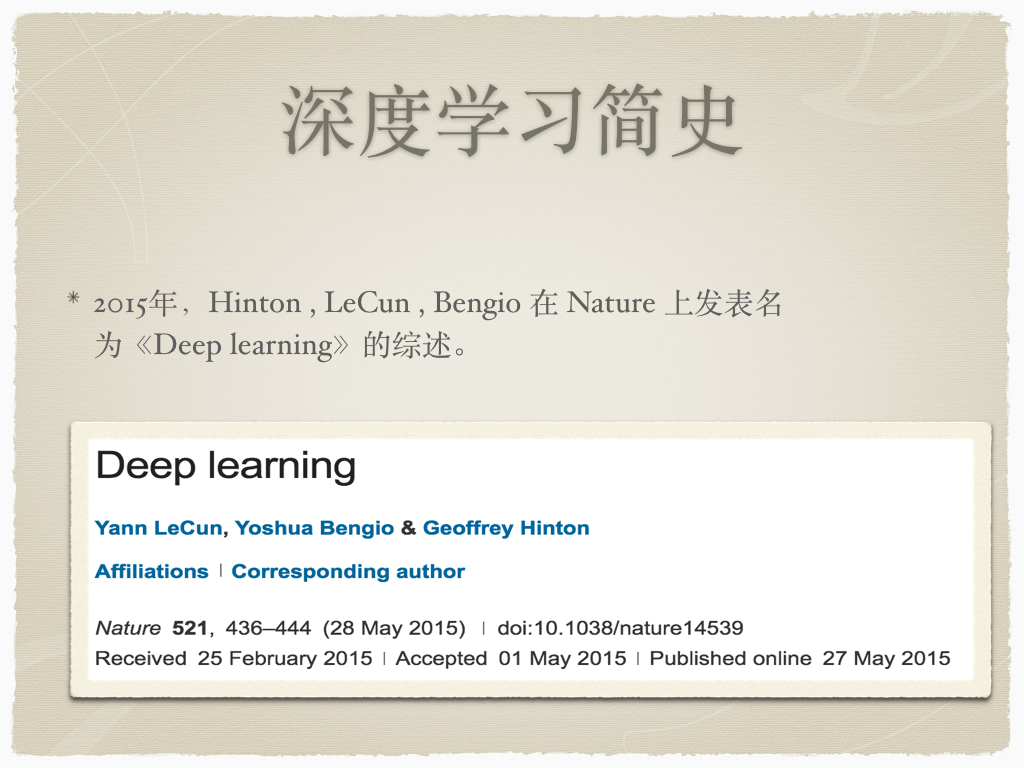 深度学习简史
* 2015年，Hinton , LeCun , Bengio 在 Nature 上发表名
为《Deep learning》的综述。
Deep learning
Yann LeCun, Yoshua Bengio & Geoffrey Hinton
Affiliations | Corresponding author
Nature 521, 436–444 (28 May 2015) | doi:10.1038/nature14539
Received 25 February 2015 | Accepted 01 May 2015 | Published online 27 May 2015